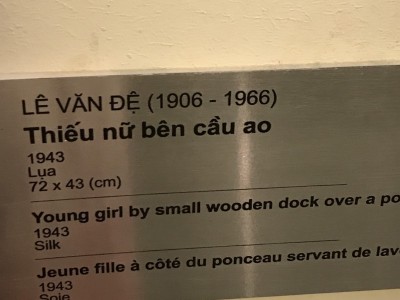 LÊ VĂN ĐỆ (1906 - 1966)
Thiếu nữ bên cầu ao
1943
Lụa
72 x 43 (cm)
Young girl by small wooden dock over a
1943
Silk
Jeune fille à côté du ponceau servant de
1943
Soie